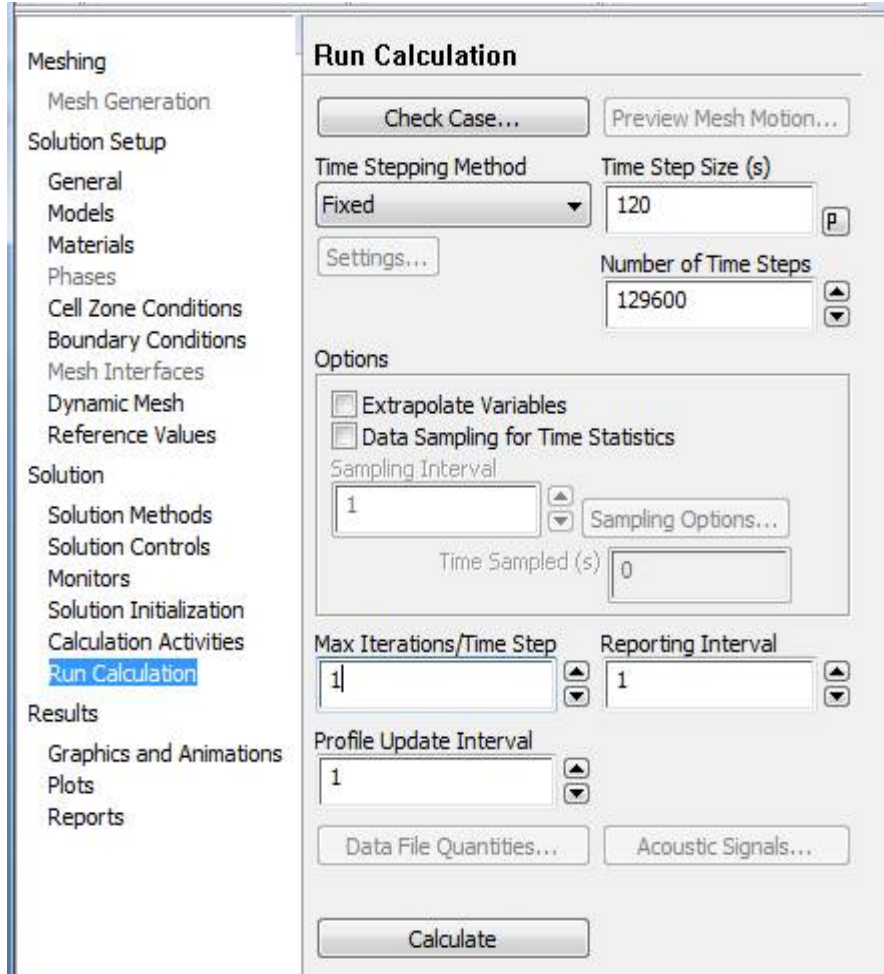 Meshing
Mesh Generation
Solution Setup
General
Models
Materials
Phases
Cell Zone Conditions
Boundary Conditions
Mesh Interfaces
Dynamic Mesh
Reference Values
Solution
Solution Methods
Solution Controls
Monitors
Solution Initialization
Calculation Activities
Run Calculation
Results
Graphics and Animations
Plots
Reports
Run Calculation
Check Case...
Preview Mesh Motion...
Time Stepping Method
Time Step Size (s)
Fixed
120
P
Settings...
Number of Time Steps
129600
Options
Extrapolate Variables
Data Sampling for Time Statistics
Sampling Interval
1
Sampling Options...
Time Sampled (s)
0
Max Iterations/Time Step
Reporting Interval
1
1
Profile Update Interval
1
Data File Quantities...
Acoustic Signals...
Calculate